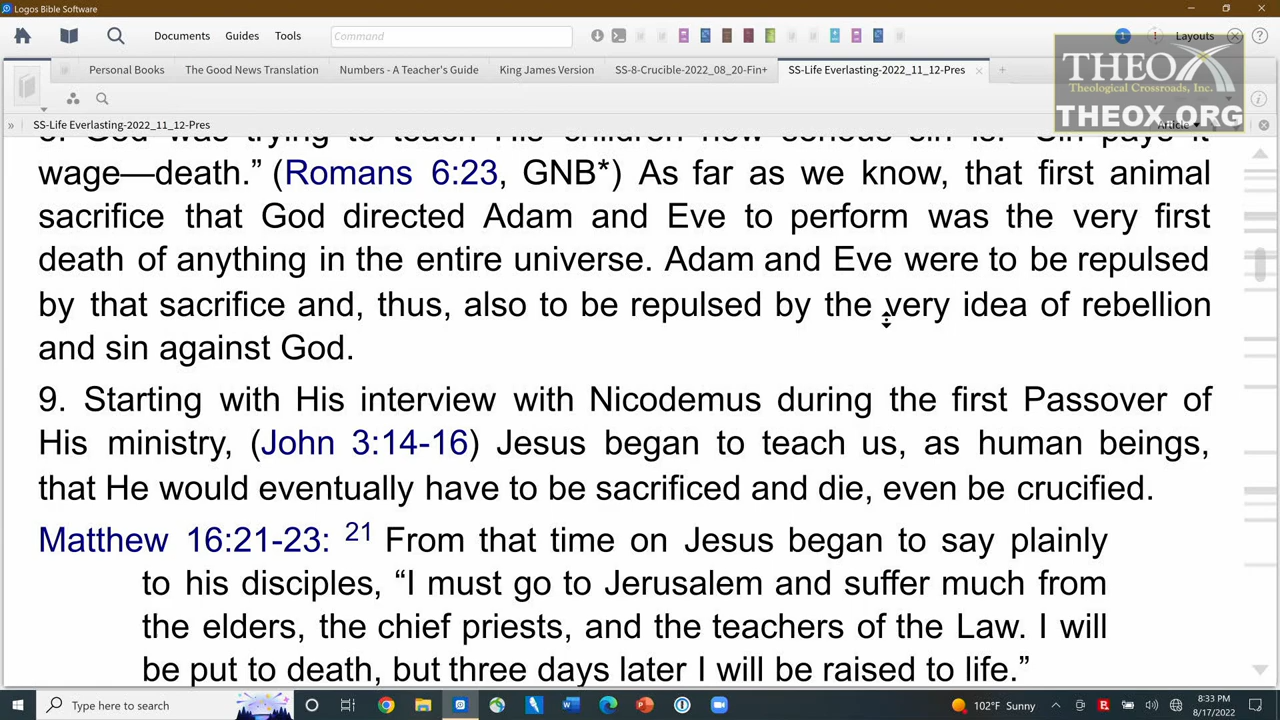 Logos Bible Software
Documents Guides Tools Command 1 Layouts
Personal Books The Good News Translation Numbers - A Teacher's Guide King James Version SS-8-Crucible-2022_08_20-Fin+ SS-Life Everlasting-2022_11_12-Pres
THEOX
Theological Crossroads, Inc.
THEOX.ORG
SS-Life Everlasting-2022_11_12-Pres Article
wage—death.” (Romans 6:23, GNB*) As far as we know, that first animal
sacrifice that God directed Adam and Eve to perform was the very first
death of anything in the entire universe. Adam and Eve were to be repulsed
by that sacrifice and, thus, also to be repulsed by the very idea of rebellion
and sin against God.
9. Starting with His interview with Nicodemus during the first Passover of
His ministry, (John 3:14-16) Jesus began to teach us, as human beings,
that He would eventually have to be sacrificed and die, even be crucified.
Matthew 16:21-23: 21 From that time on Jesus began to say plainly
to his disciples, “I must go to Jerusalem and suffer much from
the elders, the chief priests, and the teachers of the Law. I will
be put to death, but three days later I will be raised to life.”
Type here to search 102°F Sunny 8:33 PM
8/17/2022